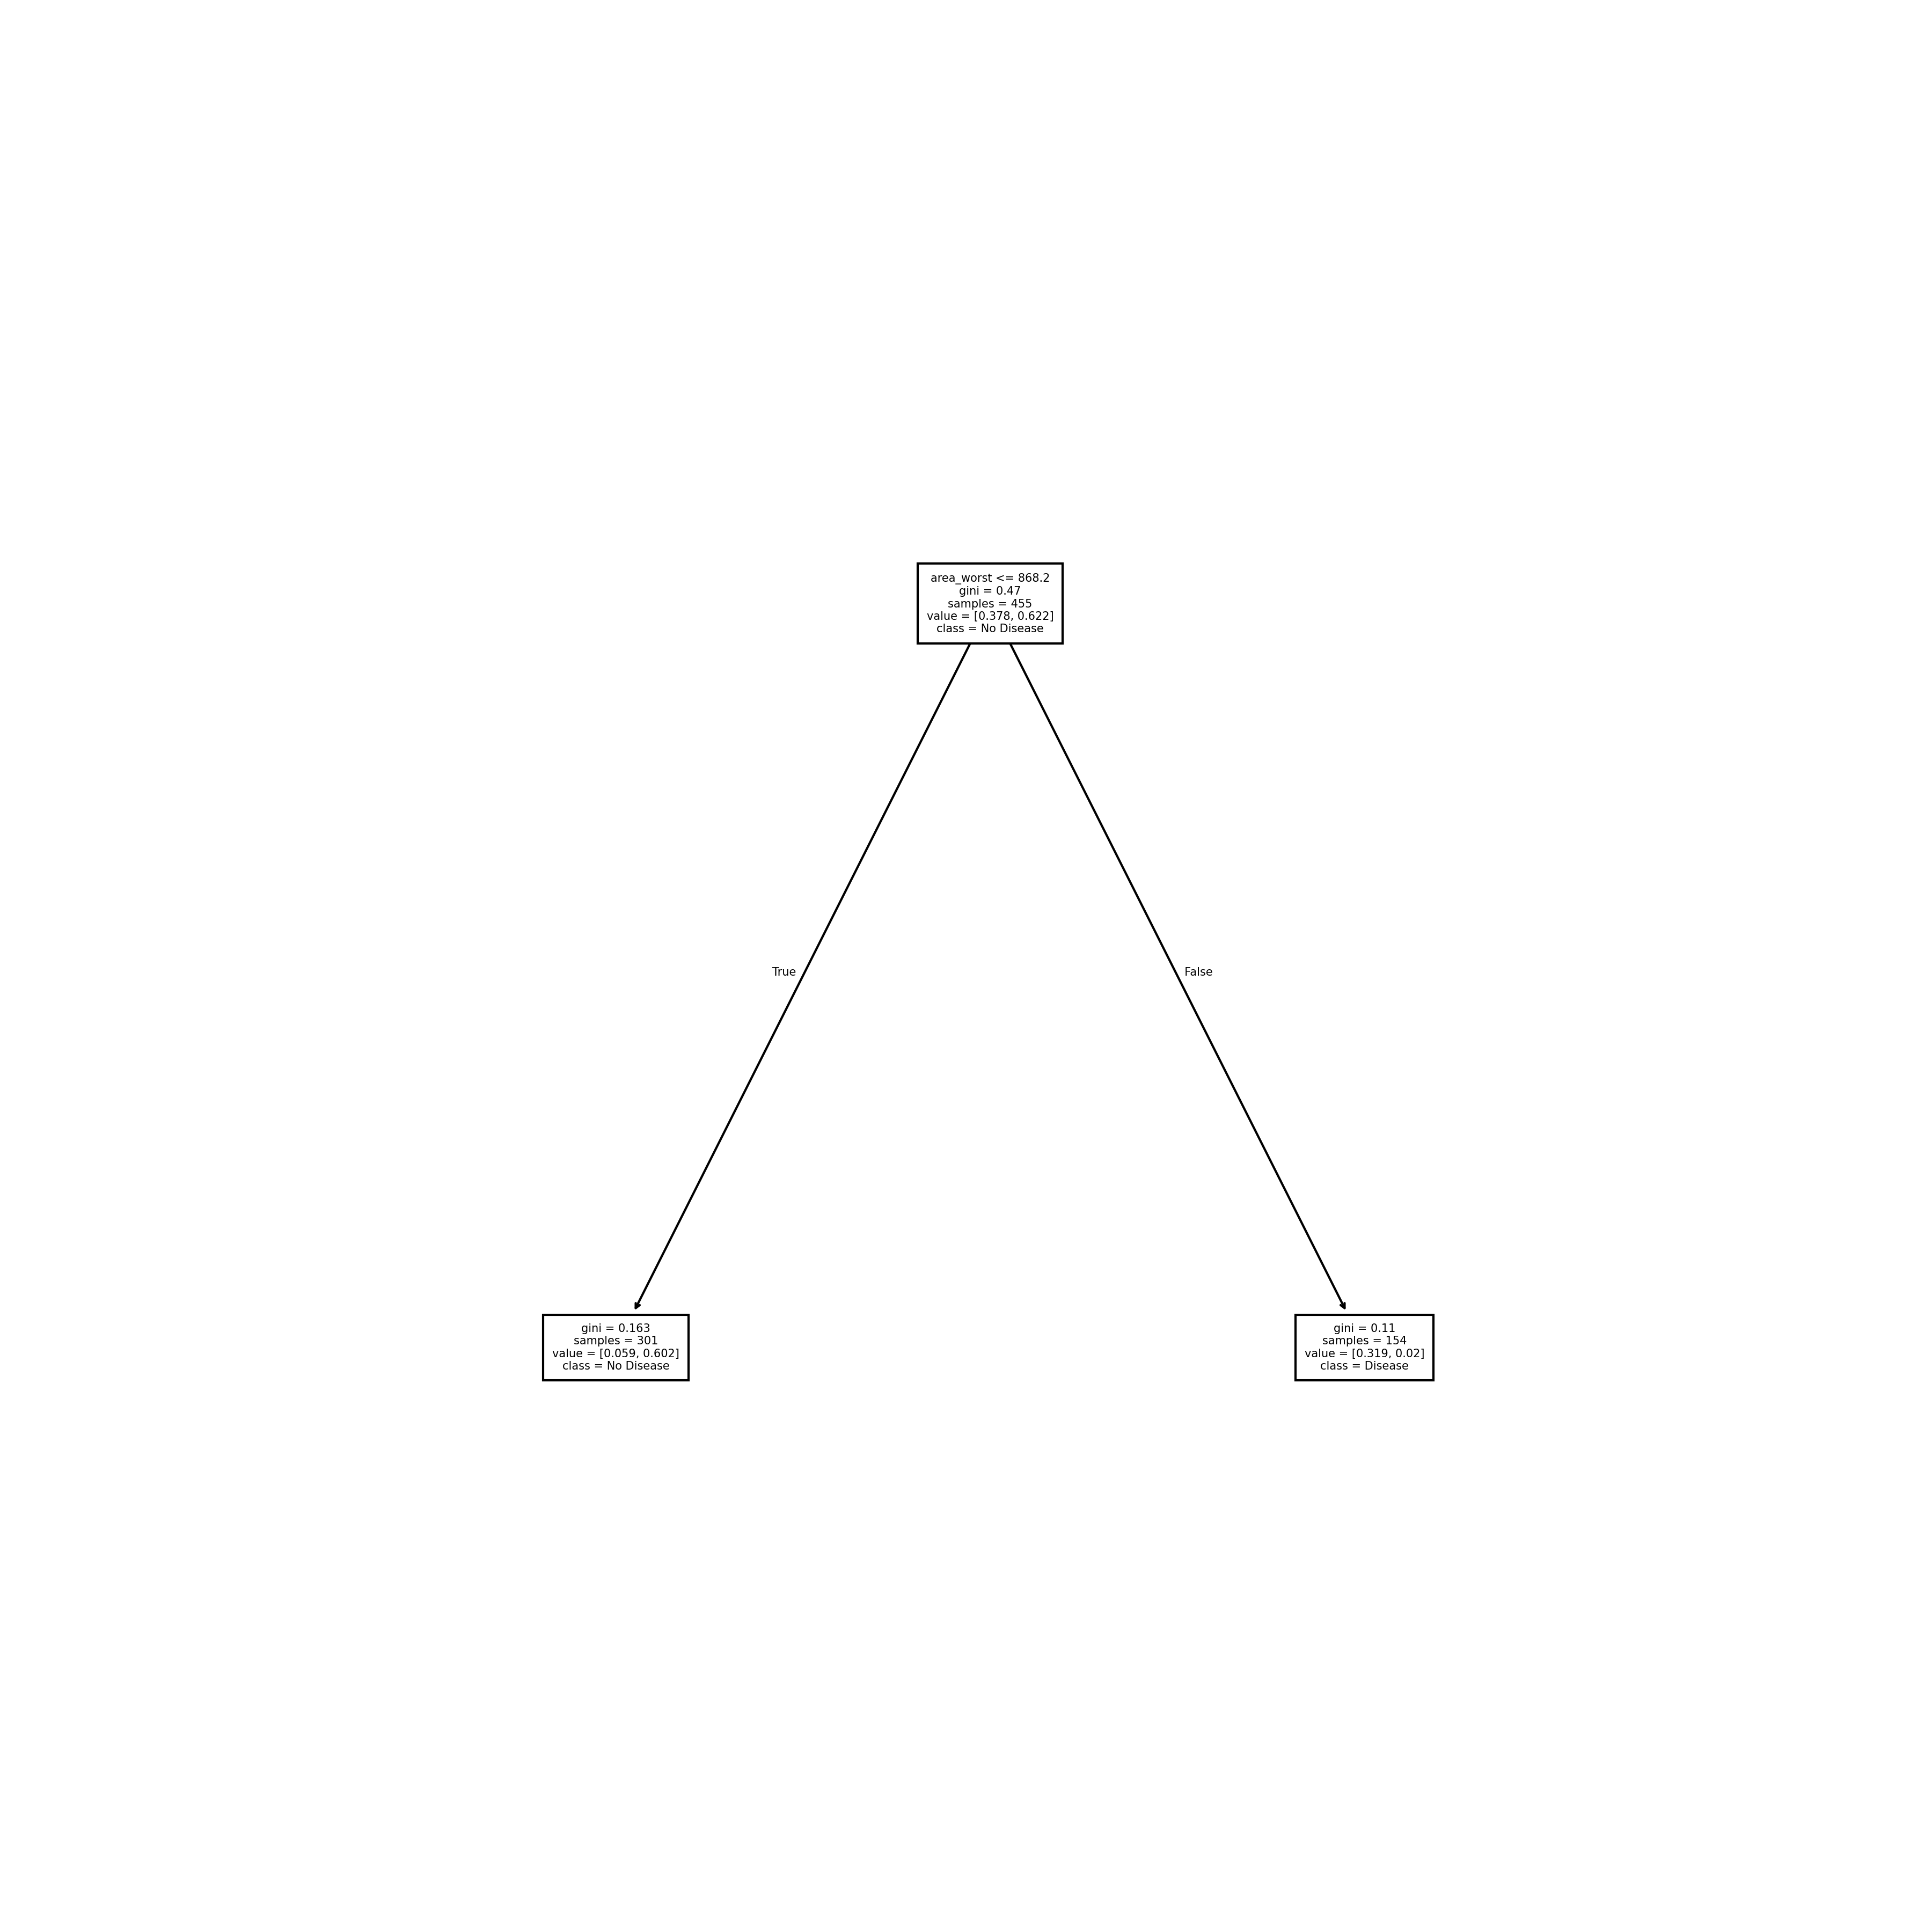 area_worst <= 868.2
gini = 0.47
samples = 455
value = [0.378, 0.622]
class = No Disease
True
False
gini = 0.163
samples = 301
value = [0.059, 0.602]
class = No Disease
gini = 0.11
samples = 154
value = [0.319, 0.02]
class = Disease